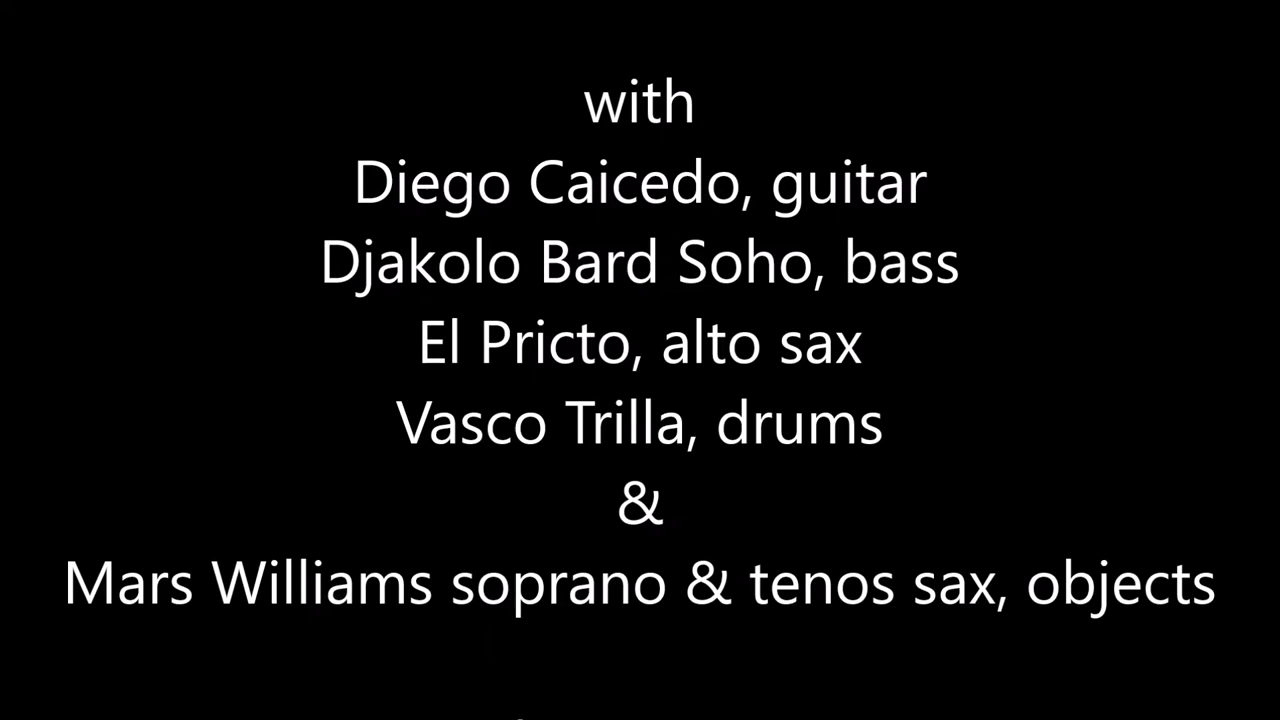 with
Diego Caicedo, guitar
Djakolo Bard Soho, bass
El Pricto, alto sax
Vasco Trilla, drums
&
Mars Williams soprano & tenos sax, objects